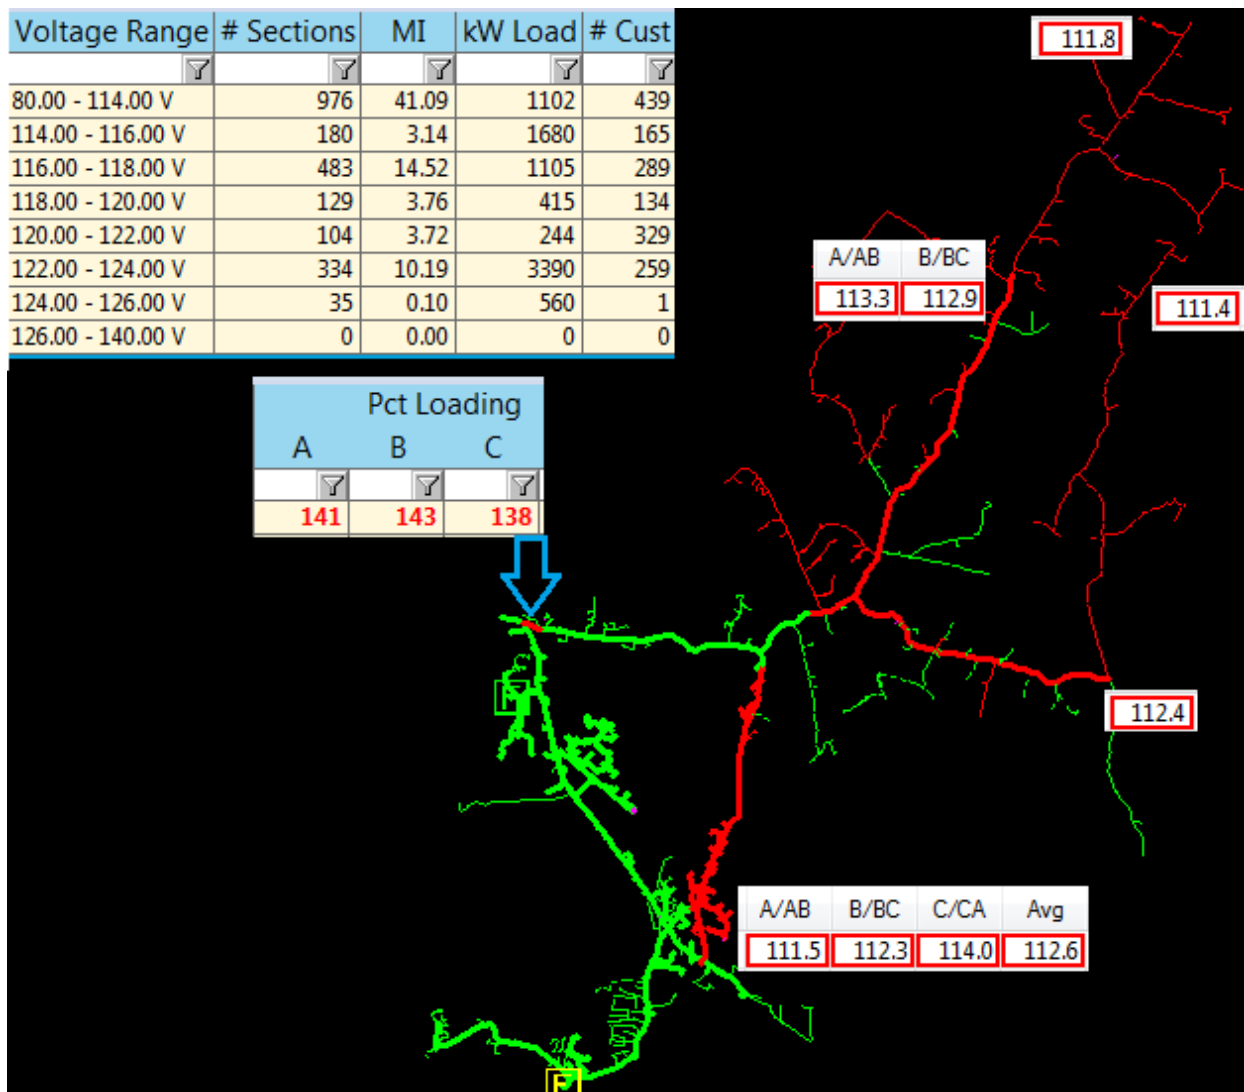 Voltage Range # Sections MI kW Load # Cust
80.00 - 114.00 V 976 41.09 1102 439
114.00 - 116.00 V 180 3.14 1680 165
116.00 - 118.00 V 483 14.52 1105 289
118.00 - 120.00 V 129 3.76 415 134
120.00 - 122.00 V 104 3.72 244 329
122.00 - 124.00 V 334 10.19 3390 259
124.00 - 126.00 V 35 0.10 560 1
126.00 - 140.00 V 0 0.00 0 0
111.8
A/AB B/BC
113.3 112.9
111.4
Pct Loading
A B C
141 143 138
112.4
A/AB B/BC C/CA Avg
111.5 112.3 114.0 112.6
F